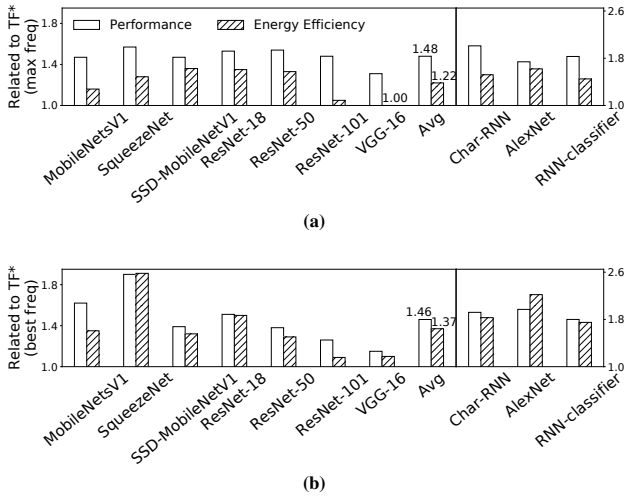 Performance Energy Efficiency
Related to TF*
(max freq)
1.8
1.4
1.0
2.6
1.8
1.0
1.00
1.48
1.22
MobileNetsV1
SqueezeNet
SSD-MobileNetV1
ResNet-18
ResNet-50
ResNet-101
VGG-16
Avg
Char-RNN
AlexNet
RNN-classifier
(a)
Related to TF*
(best freq)
1.8
1.4
1.0
2.6
1.8
1.0
1.46
1.37
MobileNetsV1
SqueezeNet
SSD-MobileNetV1
ResNet-18
ResNet-50
ResNet-101
VGG-16
Avg
Char-RNN
AlexNet
RNN-classifier
(b)